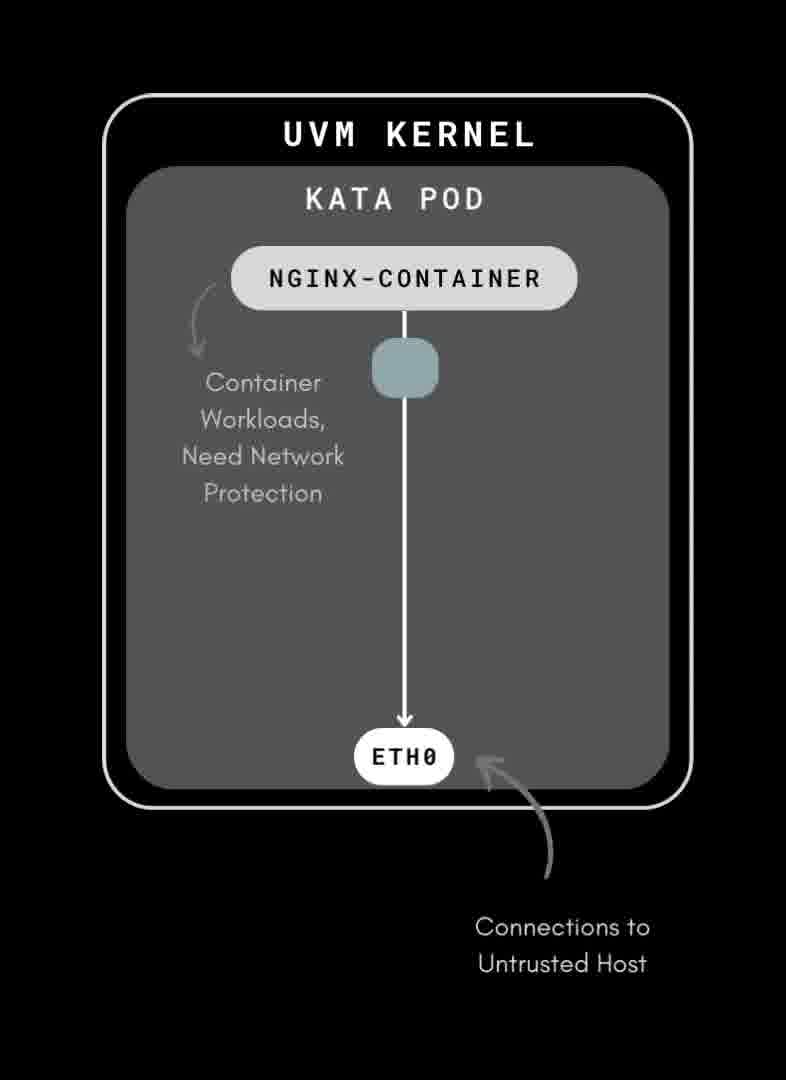 UVM KERNEL
KATA POD
NGINX-CONTAINER
Container
Workloads,
Need Network
Protection
ETH0
Connections to
Untrusted Host